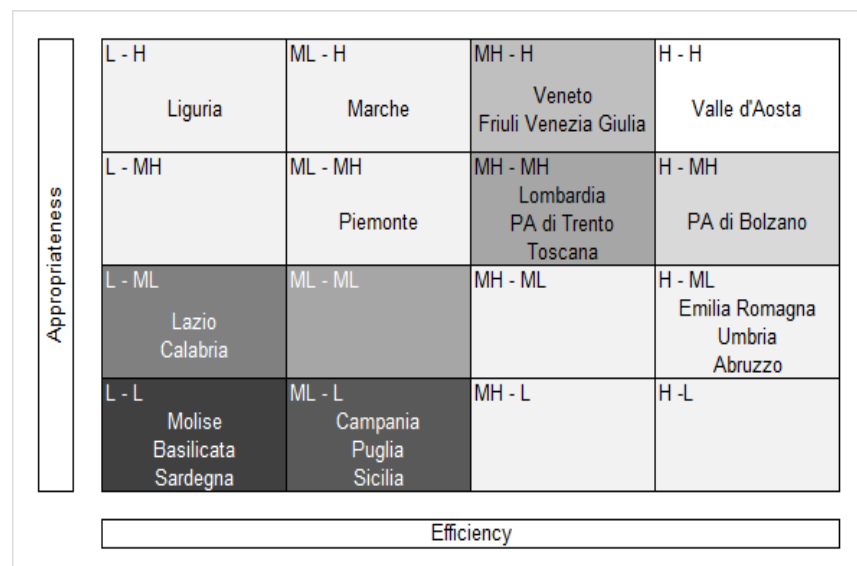 Appropriateness
L - H
Liguria
ML - H
Marche
MH - H
Veneto
Friuli Venezia Giulia
H - H
Valle d'Aosta
L - MH
ML - MH
Piemonte
MH - MH
Lombardia
PA di Trento
Toscana
H - MH
PA di Bolzano
L - ML
Lazio
Calabria
ML - ML
MH - ML
H - ML
Emilia Romagna
Umbria
Abruzzo
L - L
Molise
Basilicata
Sardegna
ML - L
Campania
Puglia
Sicilia
MH - L
H -L
Efficiency